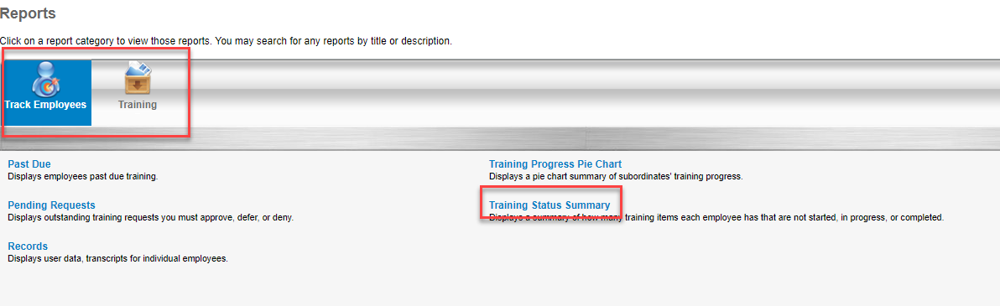 Reports
Click on a report category to view those reports. You may search for any reports by title or description.
Track Employees
Training
Past Due
Displays employees past due training.
Pending Requests
Displays outstanding training requests you must approve, defer, or deny.
Records
Displays user data, transcripts for individual employees.
Training Progress Pie Chart
Displays a pie chart summary of subordinates' training progress.
Training Status Summary
Displays a summary of how many training items each employee has that are not started, in progress, or completed.